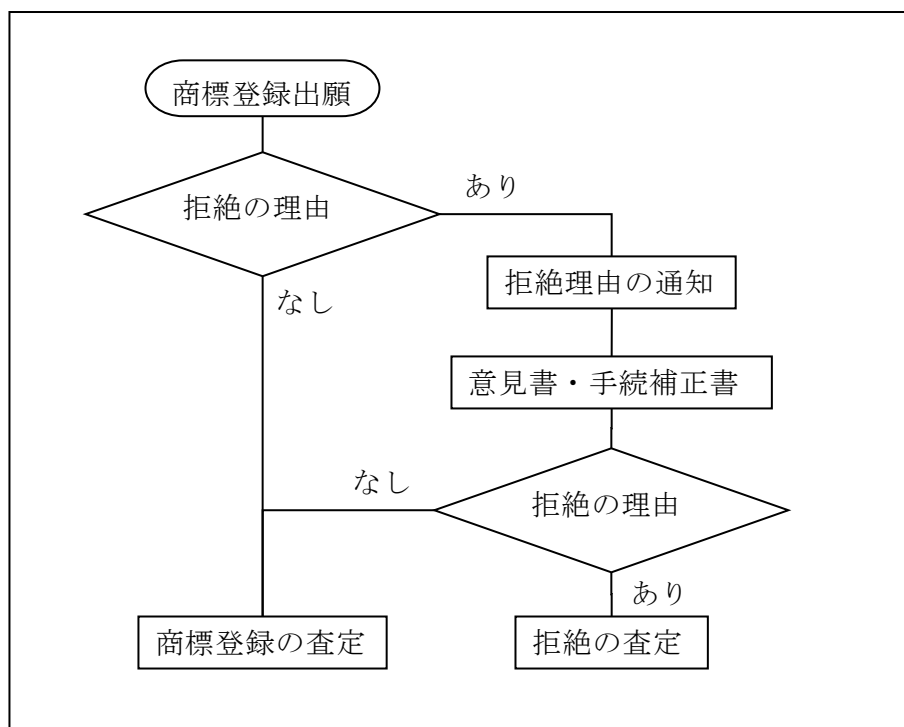 商標登録出願
拒絶の理由
あり
なし
拒絶理由の通知
意見書・手続補正書
なし
拒絶の理由
あり
商標登録の査定
拒絶の査定